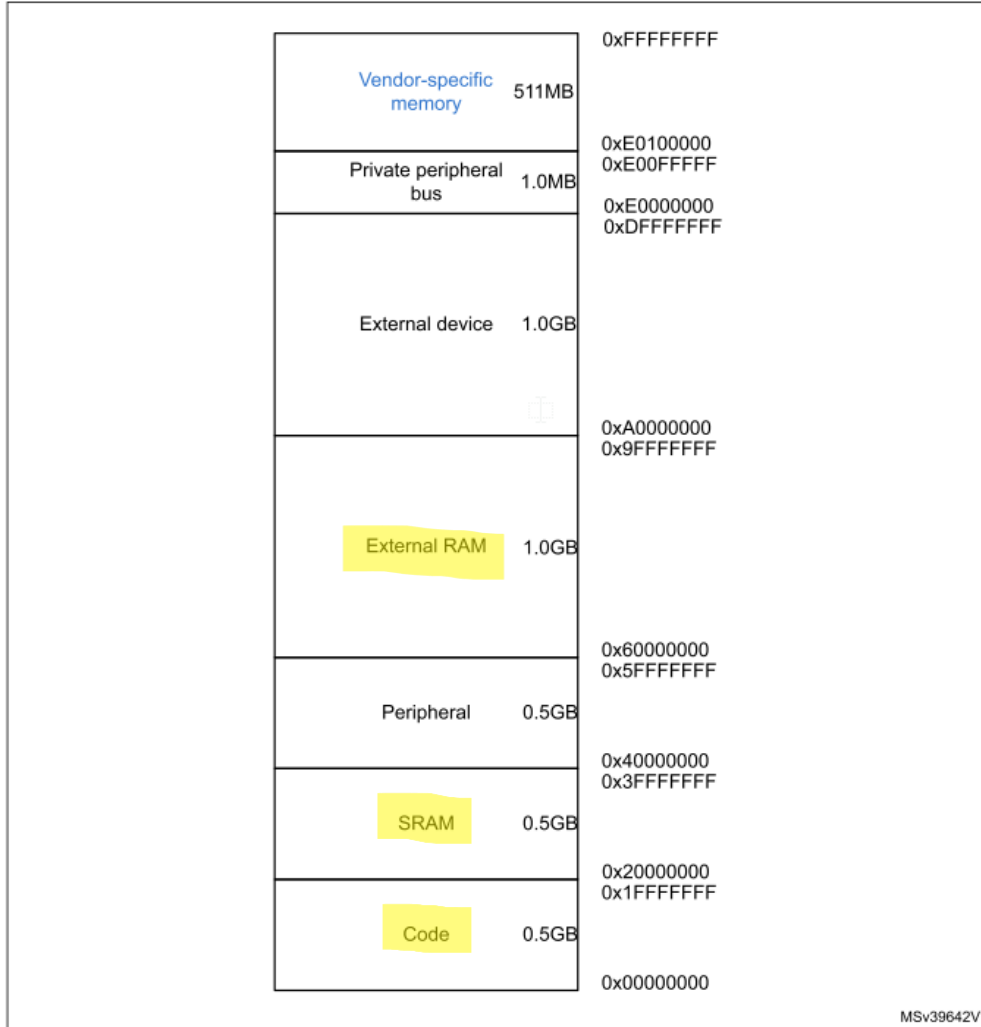 0xFFFFFFFF
Vendor-specific
memory
511MB
0xE0100000
0xE00FFFFF
Private peripheral
bus
1.0MB
0xE0000000
0xDFFFFFFF
External device 1.0GB
0xA0000000
0x9FFFFFFF
External RAM 1.0GB
0x60000000
0x5FFFFFFF
Peripheral 0.5GB
0x40000000
0x3FFFFFFF
SRAM 0.5GB
0x20000000
0x1FFFFFFF
Code 0.5GB
0x00000000
MSv39642V